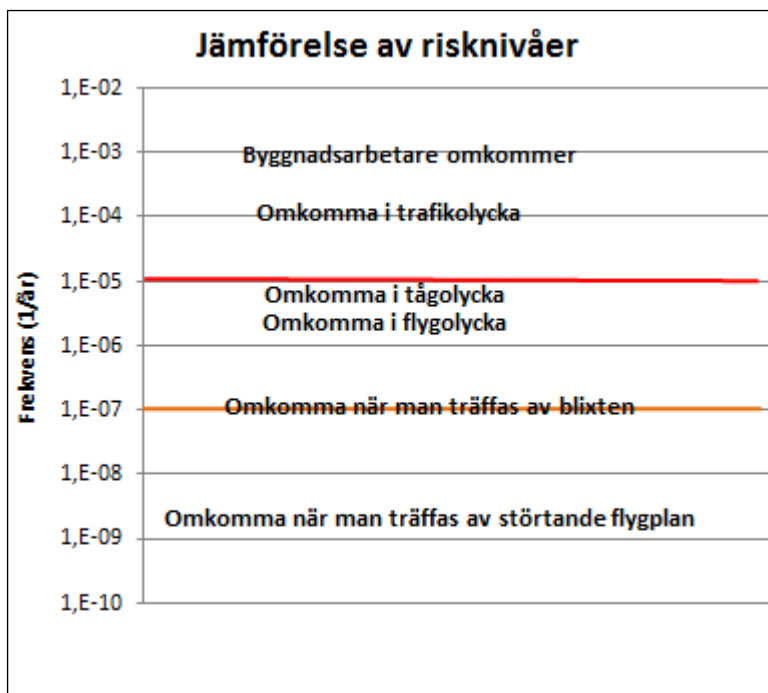 Jämförelse av risknivåer
1,E-02
1,E-03
Byggnadsarbetare omkommer
1,E-04
Omkomma i trafikolycka
1,E-05
Omkomma i tågolycka
Omkomma i flygolycka
1,E-06
1,E-07
Omkomma när man träffas av blixten
1,E-08
Omkomma när man träffas av störtande flygplan
1,E-09
1,E-10
Frekvens (1/år)